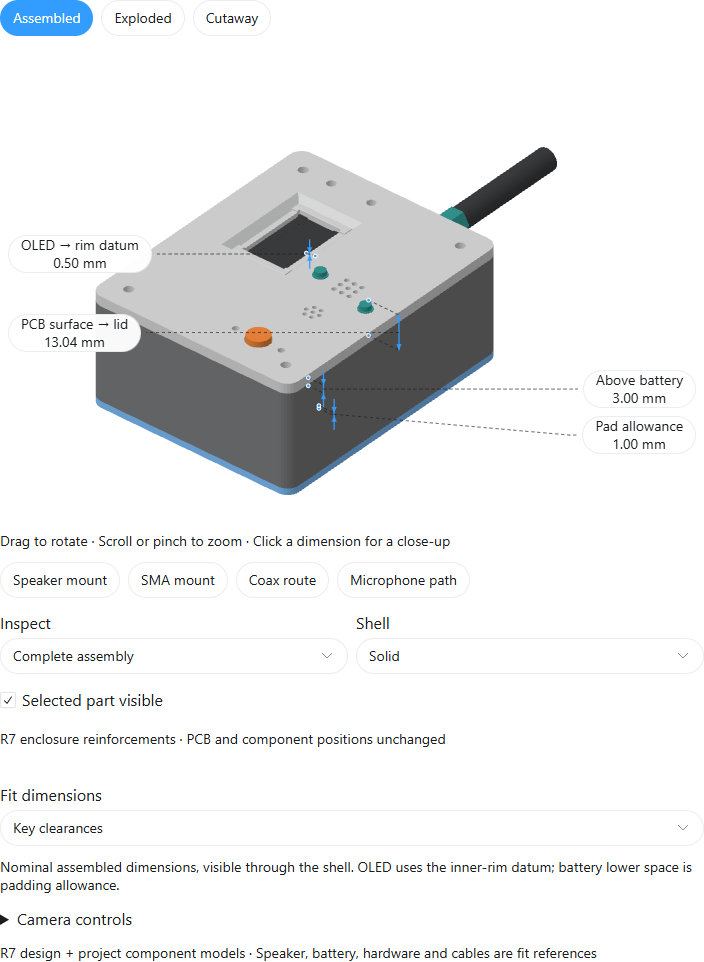 Assembled
Exploded
Cutaway
OLED → rim datum
0.50 mm
PCB surface → lid
13.04 mm
Above battery
3.00 mm
Pad allowance
1.00 mm
Drag to rotate · Scroll or pinch to zoom · Click a dimension for a close-up
Speaker mount
SMA mount
Coax route
Microphone path
Inspect
Shell
Complete assembly
Solid
Selected part visible
R7 enclosure reinforcements · PCB and component positions unchanged
Fit dimensions
Key clearances
Nominal assembled dimensions, visible through the shell. OLED uses the inner-rim datum; battery lower space is
padding allowance.
Camera controls
R7 design + project component models · Speaker, battery, hardware and cables are fit references